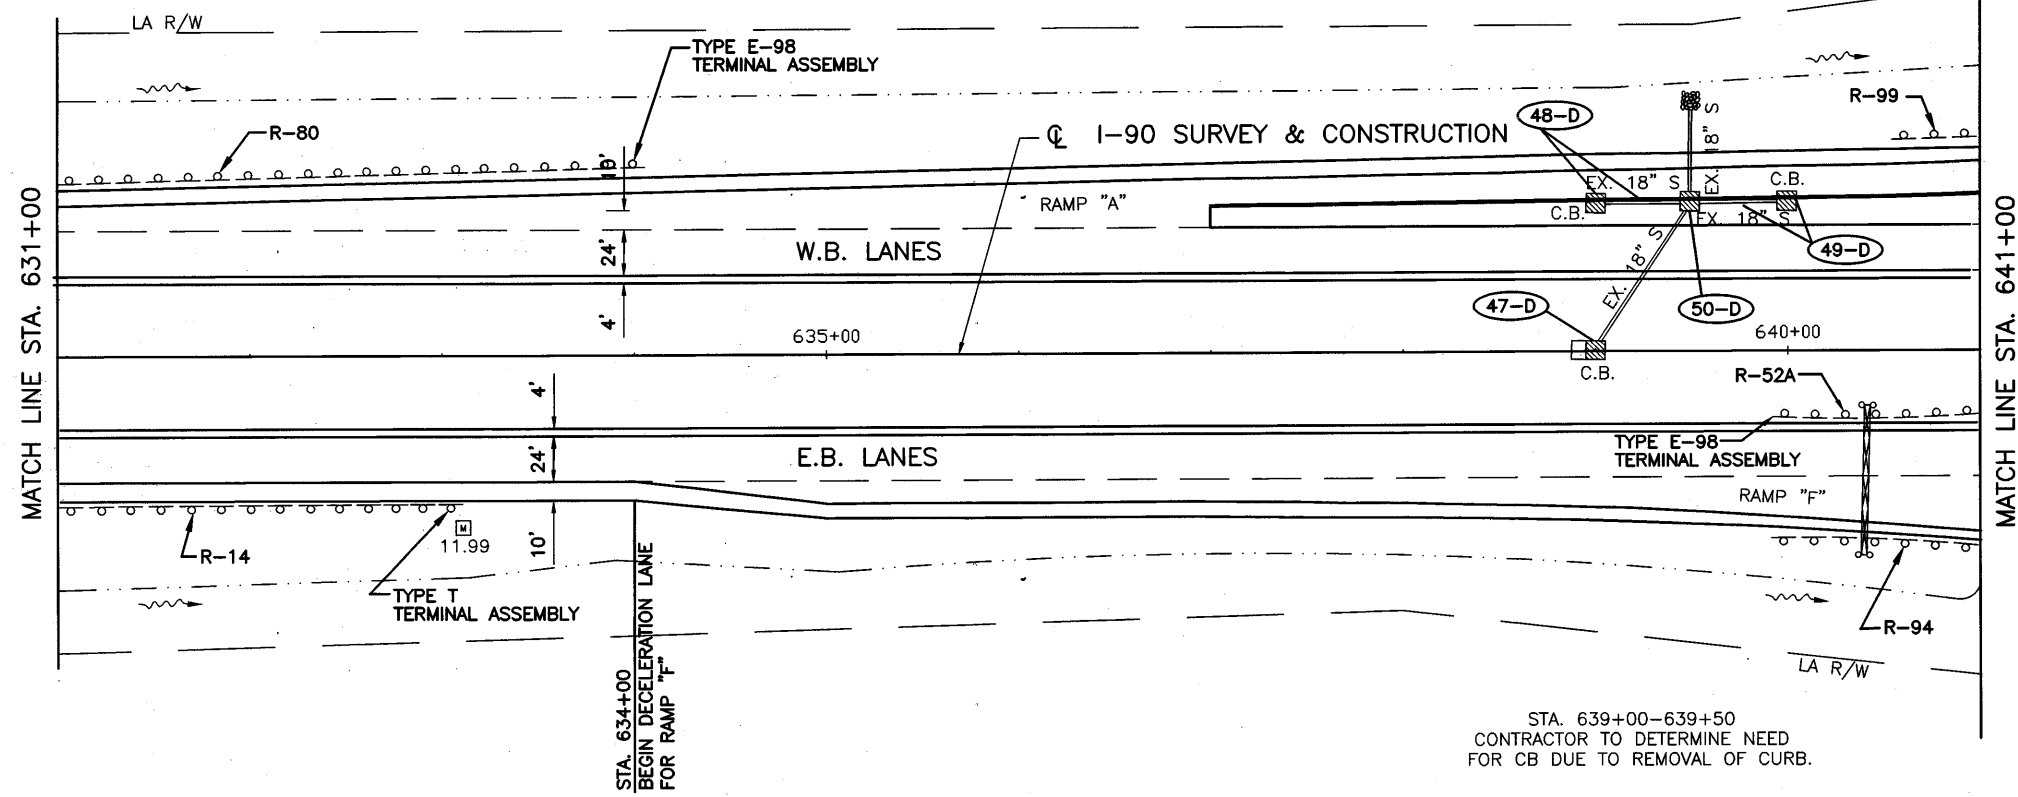 LA R/W
TYPE E-98
TERMINAL ASSEMBLY
R-80
10'
℄ I-90 SURVEY & CONSTRUCTION
48-D
EX. 18" S
R-99
RAMP "A"
EX. 18" S
C.B.
C.B.
EX. 18" S
49-D
24'
W.B. LANES
EX. 18" S
47-D
50-D
4'
635+00
640+00
C.B.
MATCH LINE STA. 631+00
MATCH LINE STA. 641+00
4'
R-52A
24'
E.B. LANES
TYPE E-98
TERMINAL ASSEMBLY
RAMP "F"
M
11.99
10'
R-14
TYPE T
TERMINAL ASSEMBLY
R-94
LA R/W
STA. 634+00
BEGIN DECELERATION LANE
FOR RAMP "F"
STA. 639+00-639+50
CONTRACTOR TO DETERMINE NEED
FOR CB DUE TO REMOVAL OF CURB.